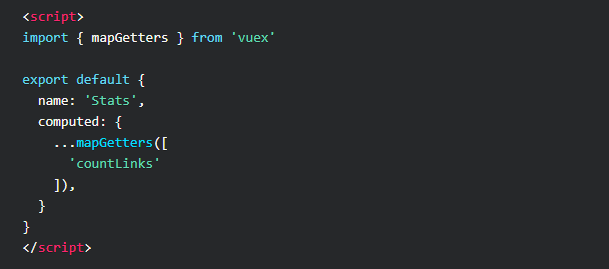 <script>
import { mapGetters } from 'vuex'

export default {
  name: 'Stats',
  computed: {
    ...mapGetters([
      'countLinks'
    ]),
  }
}
</script>